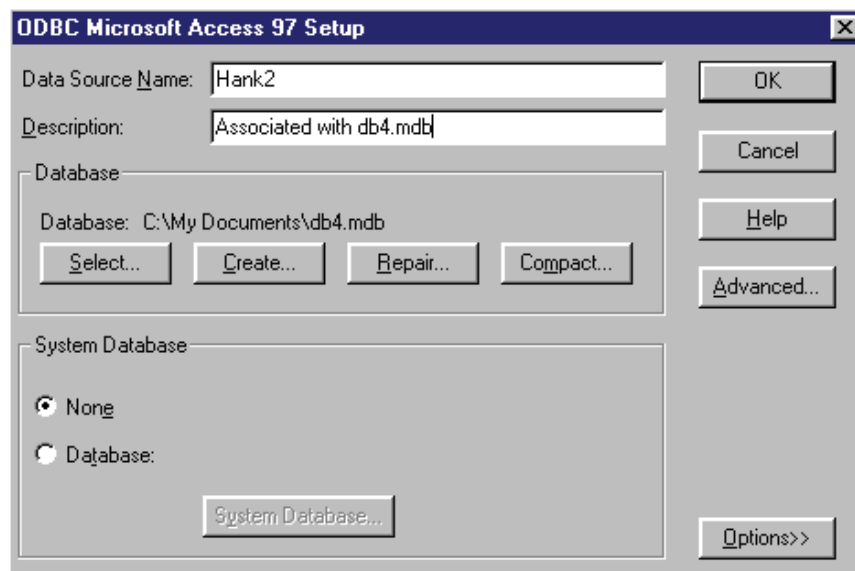 ODBC Microsoft Access 97 Setup
Data Source Name: Hank2
Description: Associated with db4.mdb
Database
Database: C:\My Documents\db4.mdb
Select... Create... Repair... Compact...
System Database
None
Database:
System Database...
OK
Cancel
Help
Advanced...
Options>>